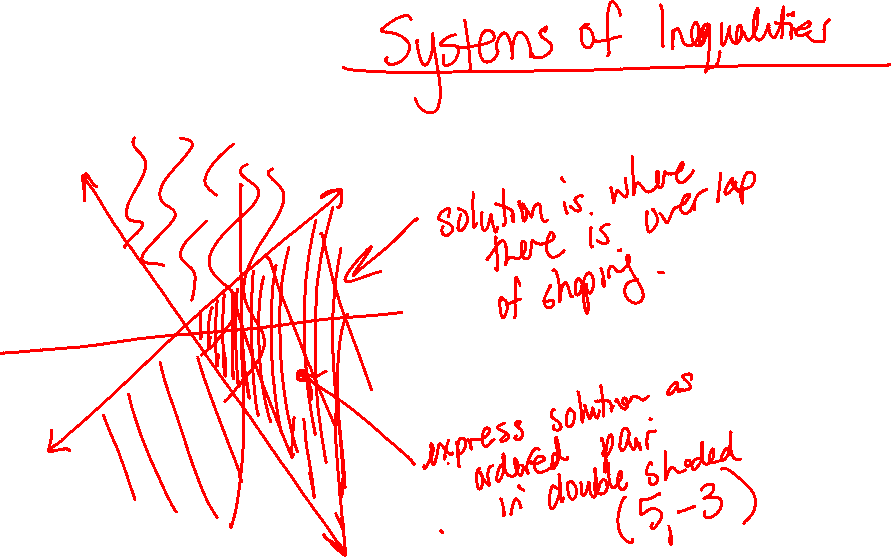 Systems of Inequalities
solution is where
there is overlap
of shaping.
express solution as
ordered pair
in double shaded
(5,-3)